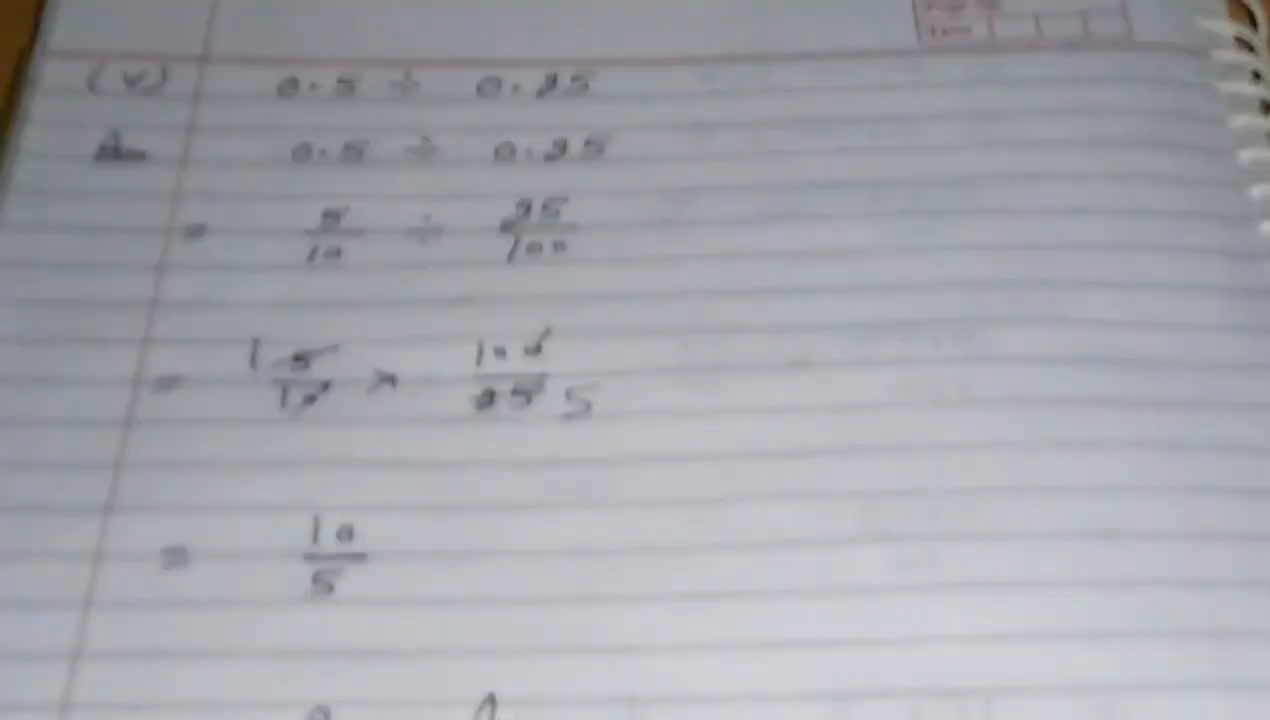 (v) 0.5 ÷ 0.25
A 0.5 ÷ 0.25
= 5/10 ÷ 25/100
= 1 5/10 × 100/25 5
= 10/5